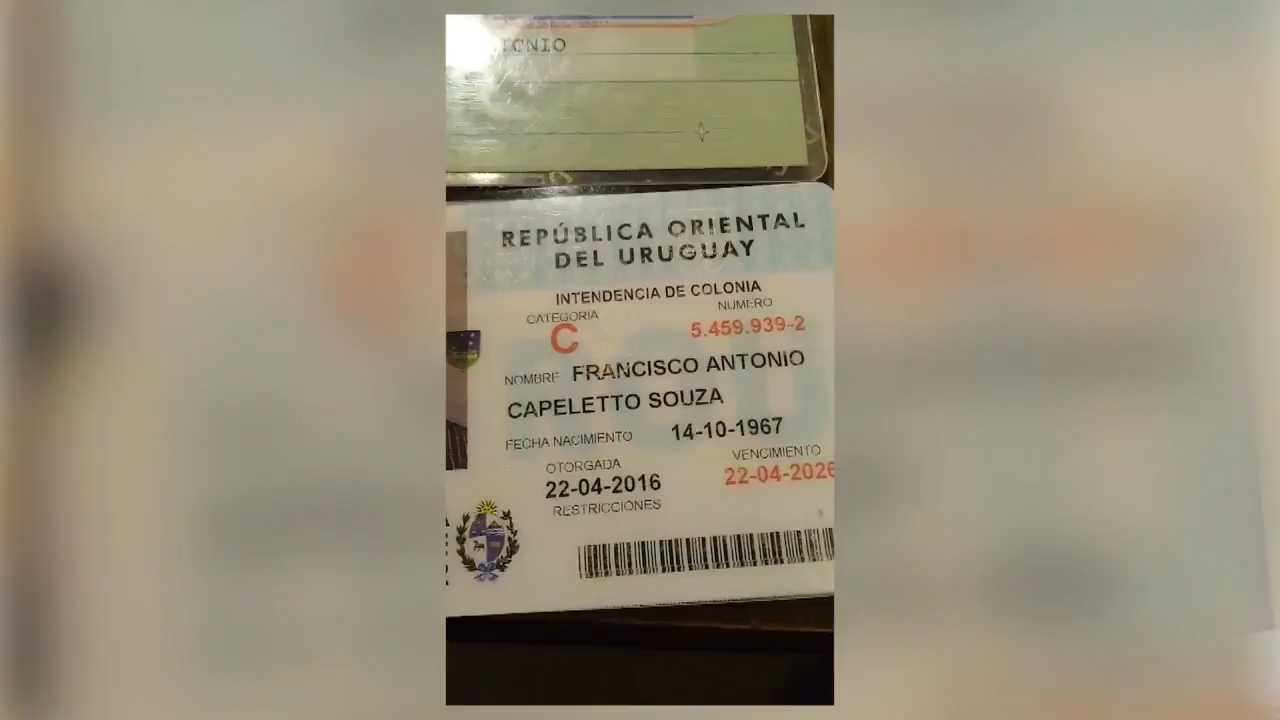 TONIO
REPÚBLICA ORIENTAL
DEL URUGUAY
INTENDENCIA DE COLONIA
CATEGORIA NUMERO
C 5.459.939-2
NOMBRE FRANCISCO ANTONIO
CAPELETTO SOUZA
FECHA NACIMIENTO 14-10-1967
OTORGADA VENCIMIENTO
22-04-2016 22-04-2026
RESTRICCIONES